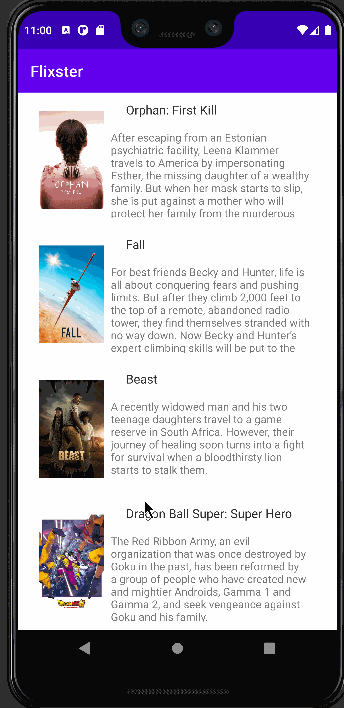 11:00
Flixster
Orphan: First Kill
After escaping from an Estonian
psychiatric facility, Leena Klammer
travels to America by impersonating
Esther, the missing daughter of a wealthy
family. But when her mask starts to slip,
she is put against a mother who will
protect her family from the murderous
ORPHAN
Fall
For best friends Becky and Hunter, life is
all about conquering fears and pushing
limits. But after they climb 2,000 feet to
the top of a remote, abandoned radio
tower, they find themselves stranded with
no way down. Now Becky and Hunter's
expert climbing skills will be put to the
FALL
Beast
A recently widowed man and his two
teenage daughters travel to a game
reserve in South Africa. However, their
journey of healing soon turns into a fight
for survival when a bloodthirsty lion
starts to stalk them.
BEAST
Dragon Ball Super: Super Hero
The Red Ribbon Army, an evil
organization that was once destroyed by
Goku in the past, has been reformed by
a group of people who have created new
and mightier Androids, Gamma 1 and
Gamma 2, and seek vengeance against
Goku and his family.